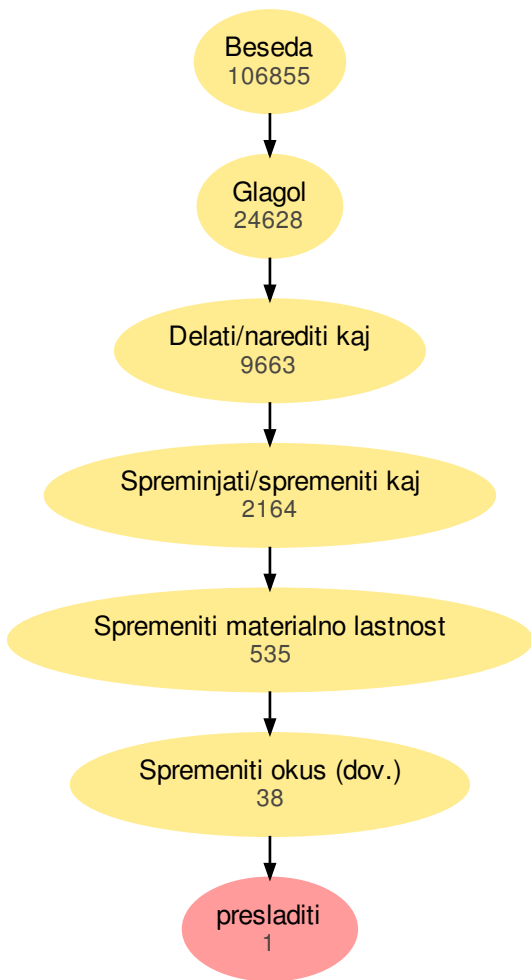 Beseda
106855
Glagol
24628
Delati/narediti kaj
9663
Spreminjati/spremeniti kaj
2164
Spremeniti materialno lastnost
535
Spremeniti okus (dov.)
38
presladiti
1